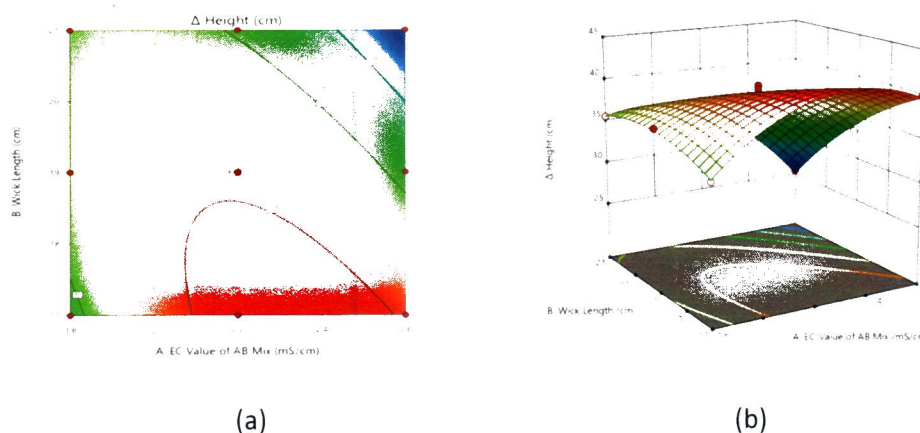 Δ Height (cm)
B. Wick Length (cm)
A. EC Value of AB Mix (mS/cm)
(a)
Δ Height (cm)
45
40
35
30
25
B. Wick Length (cm
A. EC Value of AB Mix (mS/cm
(b)